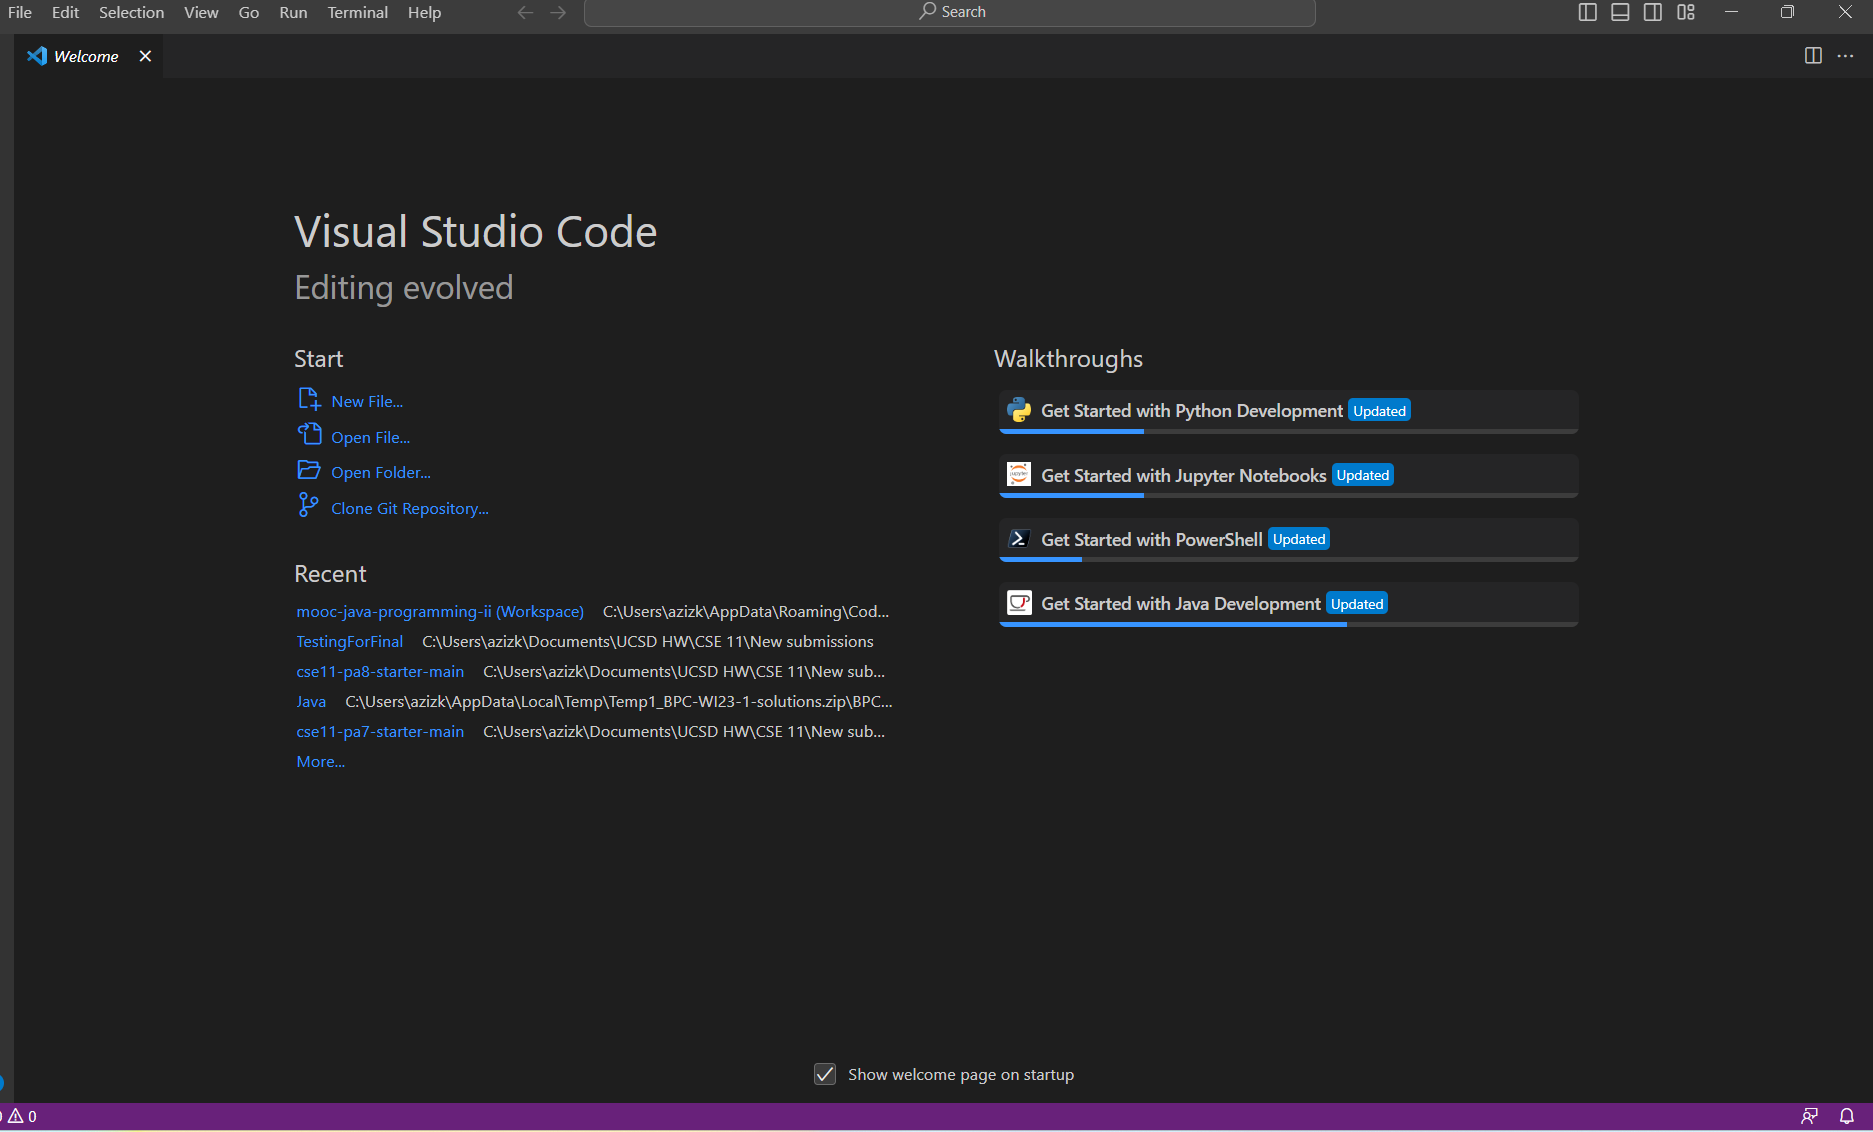 File Edit Selection View Go Run Terminal Help
Search
Welcome
Visual Studio Code
Editing evolved
Start
New File...
Open File...
Open Folder...
Clone Git Repository...
Recent
mooc-java-programming-ii (Workspace) C:\Users\azizk\AppData\Roaming\Cod...
TestingForFinal C:\Users\azizk\Documents\UCSD HW\CSE 11\New submissions
cse11-pa8-starter-main C:\Users\azizk\Documents\UCSD HW\CSE 11\New sub...
Java C:\Users\azizk\AppData\Local\Temp\Temp1_BPC-WI23-1-solutions.zip\BPC...
cse11-pa7-starter-main C:\Users\azizk\Documents\UCSD HW\CSE 11\New sub...
More...
Walkthroughs
Get Started with Python Development Updated
Get Started with Jupyter Notebooks Updated
Get Started with PowerShell Updated
Get Started with Java Development Updated
Show welcome page on startup
0